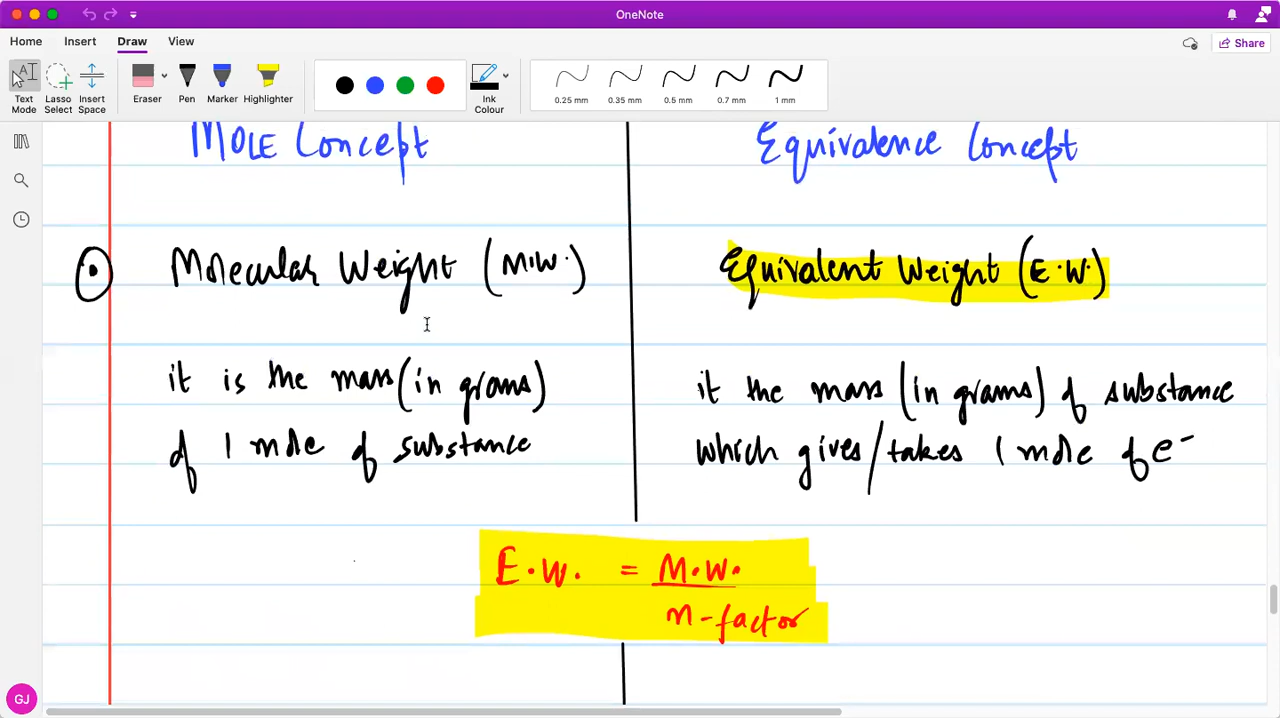 OneNote
Home Insert Draw View
Share
Text Mode
Lasso Select
Insert Space
Eraser
Pen
Marker
Highlighter
Ink Colour
0.25 mm
0.35 mm
0.5 mm
0.7 mm
1 mm
MOLE Concept
Equivalence Concept
Molecular Weight (M.W.)
Equivalent Weight (E.W.)
it is the mass (in grams)
of 1 mole of substance
it the mass (in grams) of substance
which gives/takes 1 mole of e⁻
E.W. = M.W.
n-factor
GJ